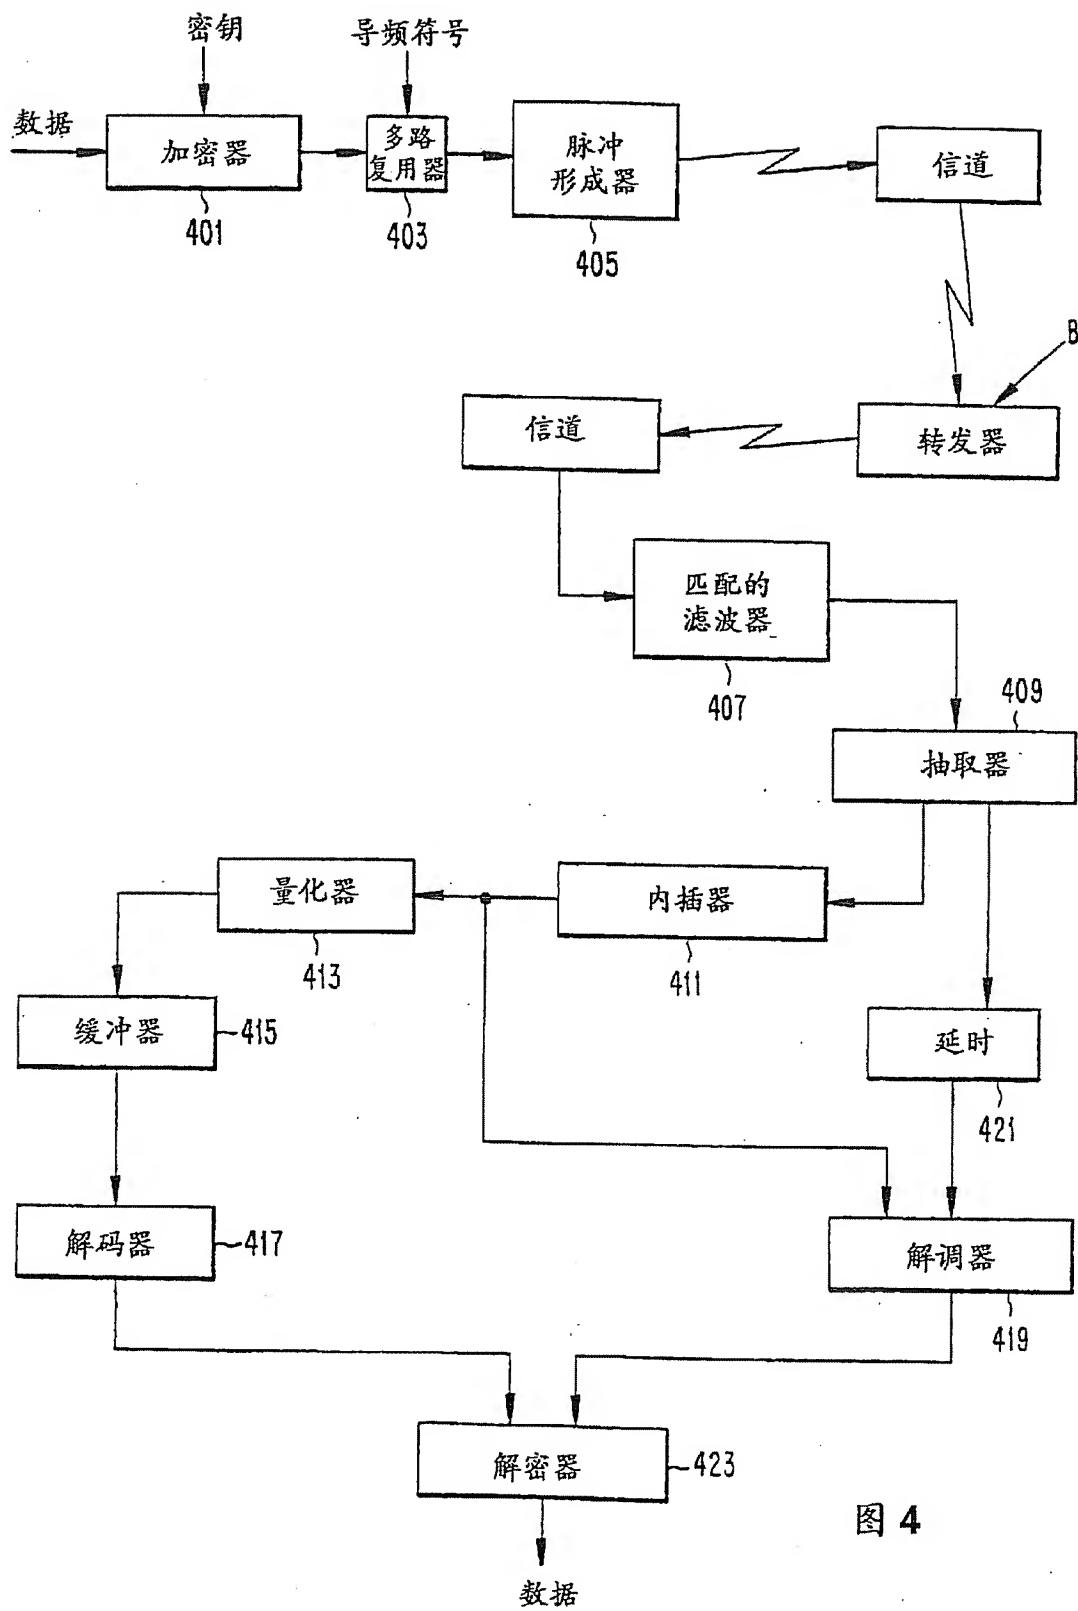 密钥
导频符号
数据
加密器
401
多路
复用器
403
脉冲
形成器
405
信道
B
信道
转发器
匹配的
滤波器
407
409
抽取器
量化器
413
内插器
411
缓冲器
415
延时
421
解码器
417
解调器
419
解密器
423
图 4
数据